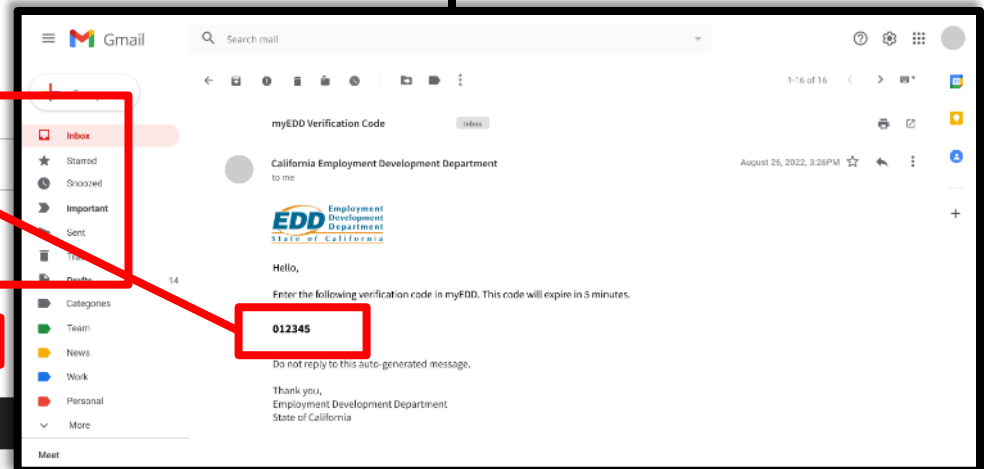 Gmail
Search mail
1-16 of 16
Inbox
Starred
Snoozed
Important
Sent
Drafts 14
Categories
Team
News
Work
Personal
More
Meet
myEDD Verification Code Inbox
California Employment Development Department
to me
August 26, 2022, 3:26PM
EDD Employment
Development
Department
State of California
Hello,
Enter the following verification code in myEDD. This code will expire in 5 minutes.
012345
Do not reply to this auto-generated message.
Thank you,
Employment Development Department
State of California